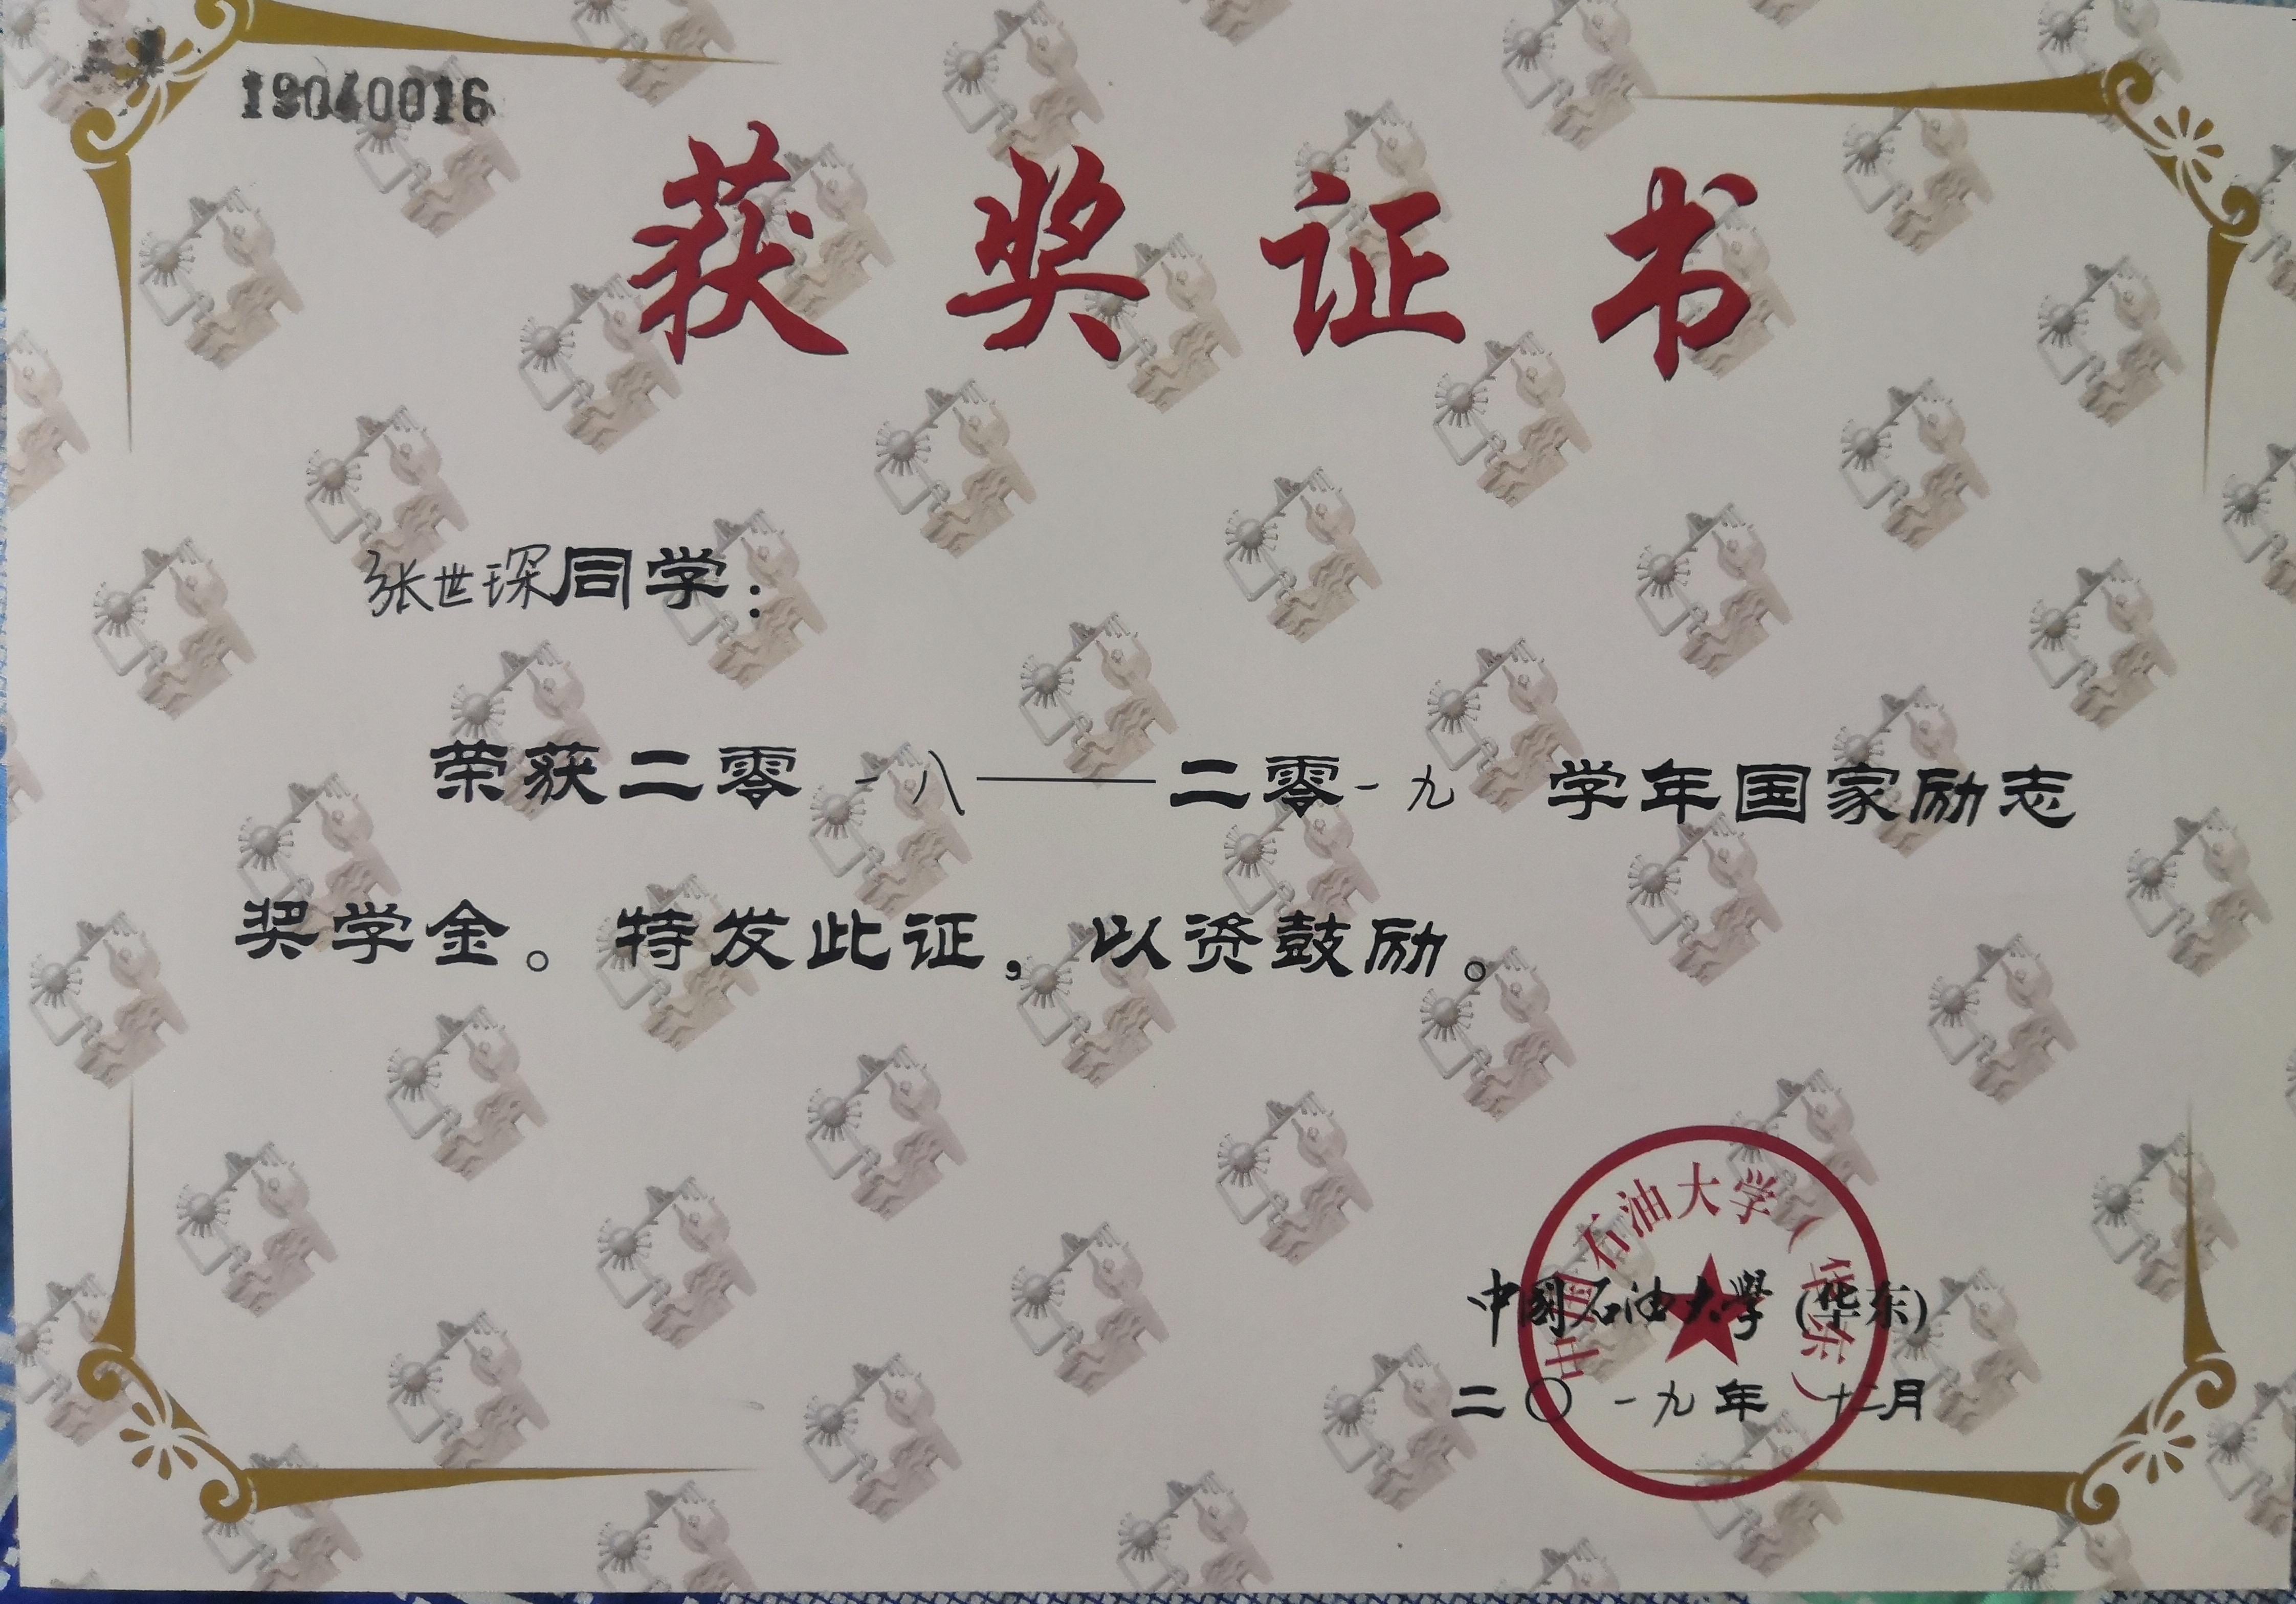 19040016
获奖证书
张世琛同学：
荣获二零一八——二零一九学年国家励志
奖学金。特发此证，以资鼓励。
中国石油大学（华东）
中國石油大學(华东)
二〇一九年十二月